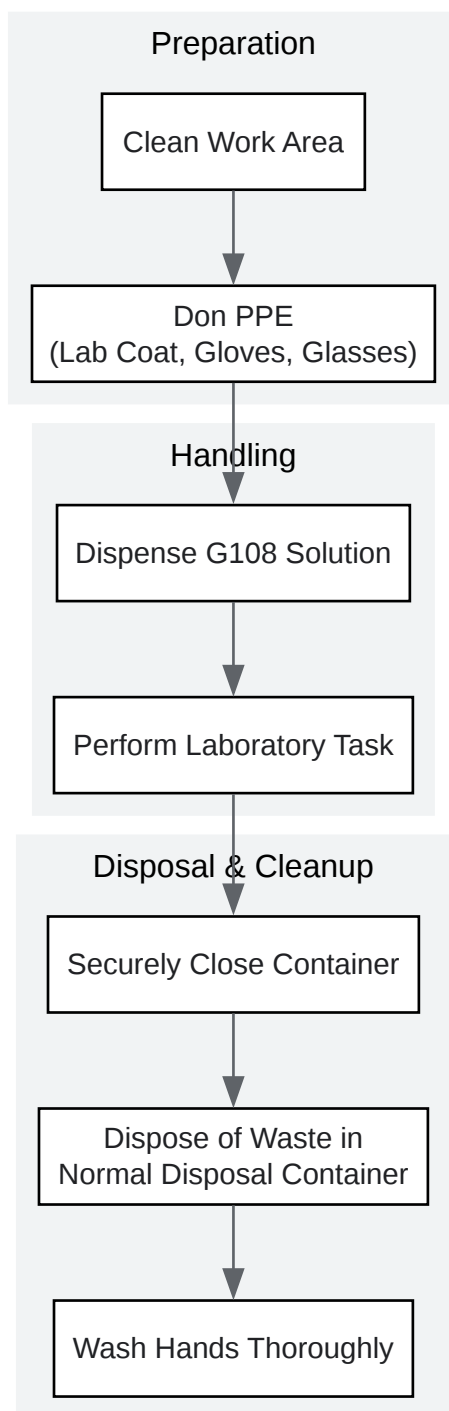 Preparation
Clean Work Area
Don PPE
(Lab Coat, Gloves, Glasses)
Handling
Dispense G108 Solution
Perform Laboratory Task
Disposal & Cleanup
Securely Close Container
Dispose of Waste in
Normal Disposal Container
Wash Hands Thoroughly